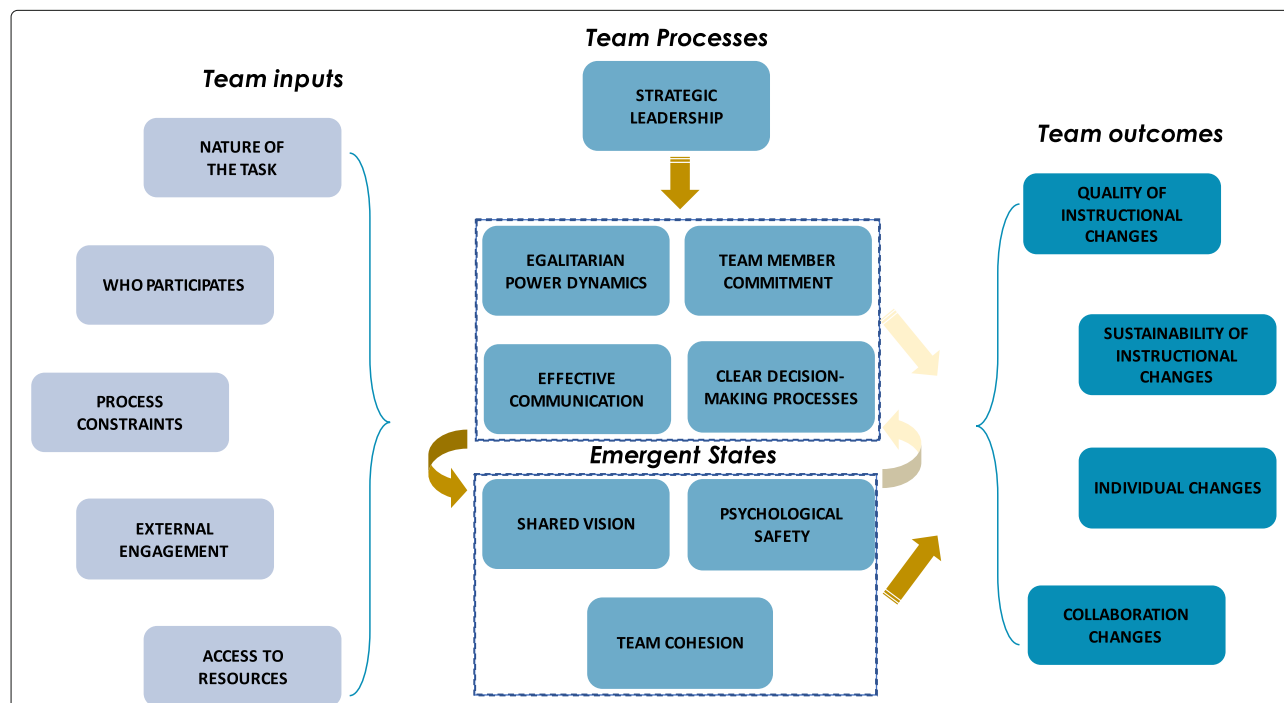 Team inputs
NATURE OF
THE TASK
WHO PARTICIPATES
PROCESS
CONSTRAINTS
EXTERNAL
ENGAGEMENT
ACCESS TO
RESOURCES
Team Processes
STRATEGIC
LEADERSHIP
EGALITARIAN
POWER DYNAMICS
TEAM MEMBER
COMMITMENT
EFFECTIVE
COMMUNICATION
CLEAR DECISION-
MAKING PROCESSES
Emergent States
SHARED VISION
PSYCHOLOGICAL
SAFETY
TEAM COHESION
Team outcomes
QUALITY OF
INSTRUCTIONAL
CHANGES
SUSTAINABILITY OF
INSTRUCTIONAL
CHANGES
INDIVIDUAL CHANGES
COLLABORATION
CHANGES